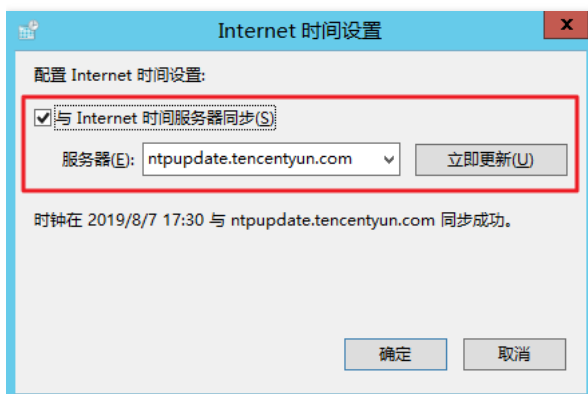 Internet 时间设置
x
配置 Internet 时间设置:
与 Internet 时间服务器同步(S)
服务器(E): ntpupdate.tencentyun.com 立即更新(U)
时钟在 2019/8/7 17:30 与 ntpupdate.tencentyun.com 同步成功。
确定 取消